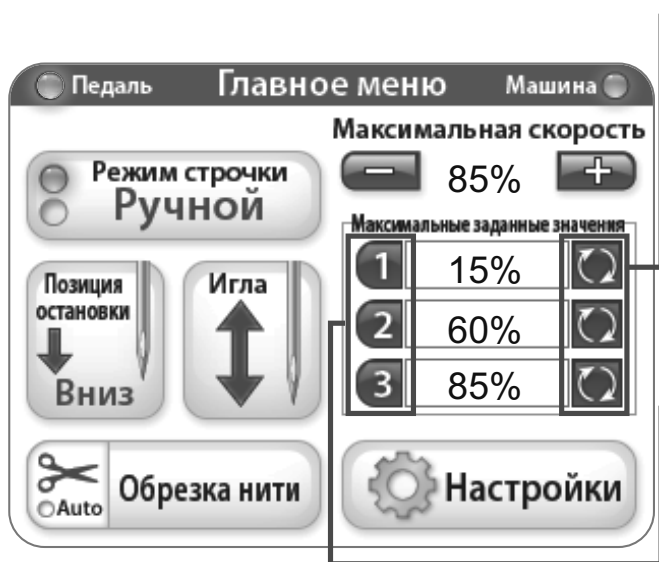 Педаль Главное меню Машина
Максимальная скорость
85%
Режим строчки
Ручной
Максимальные заданные значения
1 15%
2 60%
3 85%
Позиция
остановки
Вниз
Игла
Auto
Обрезка нити
Настройки